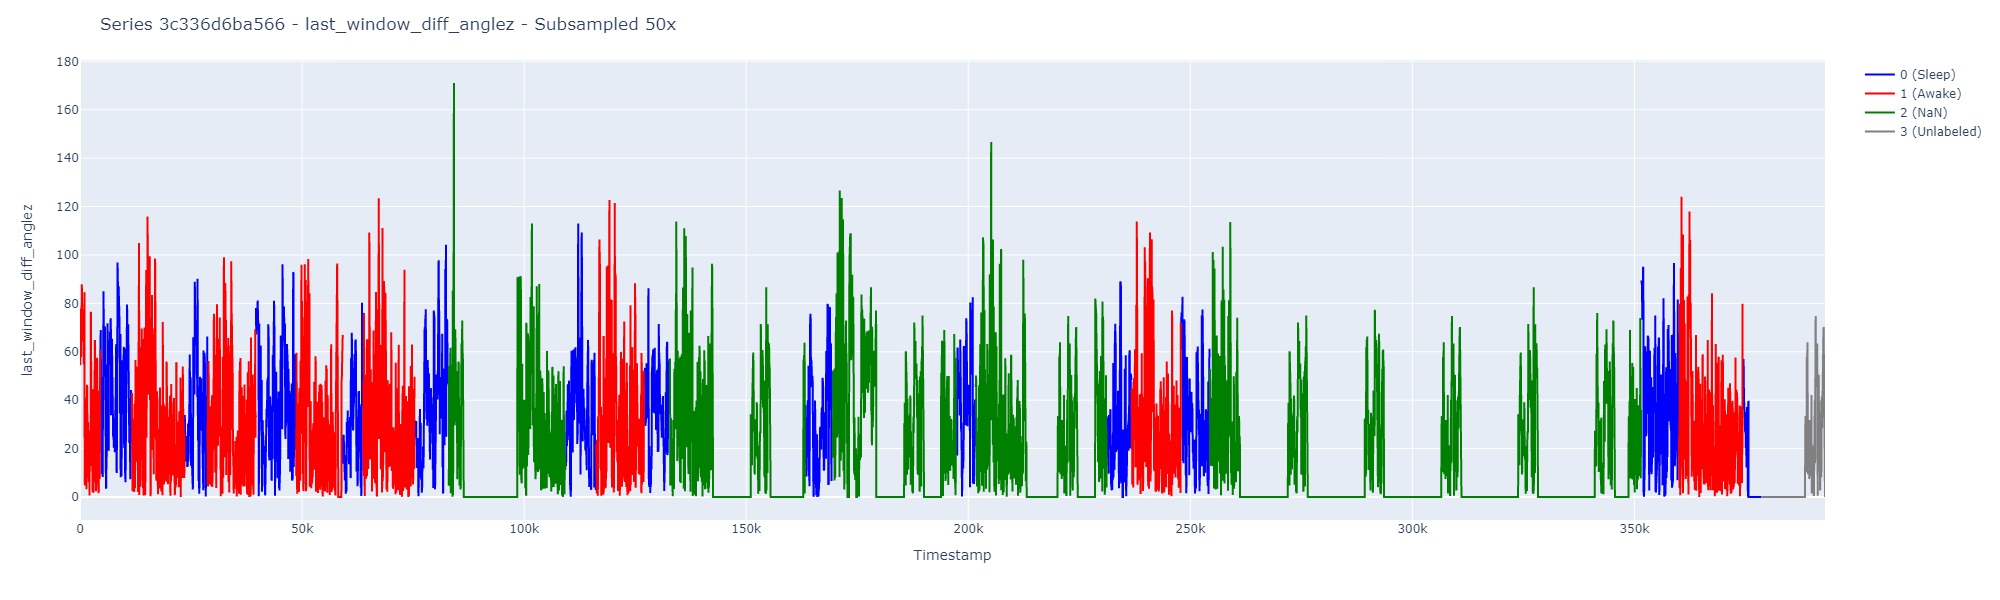 Series 3c336d6ba566 - last_window_diff_anglez - Subsampled 50x
180
160
140
120
100
80
60
40
20
0
last_window_diff_anglez
0 50k 100k 150k 200k 250k 300k 350k
Timestamp
0 (Sleep)
1 (Awake)
2 (NaN)
3 (Unlabeled)